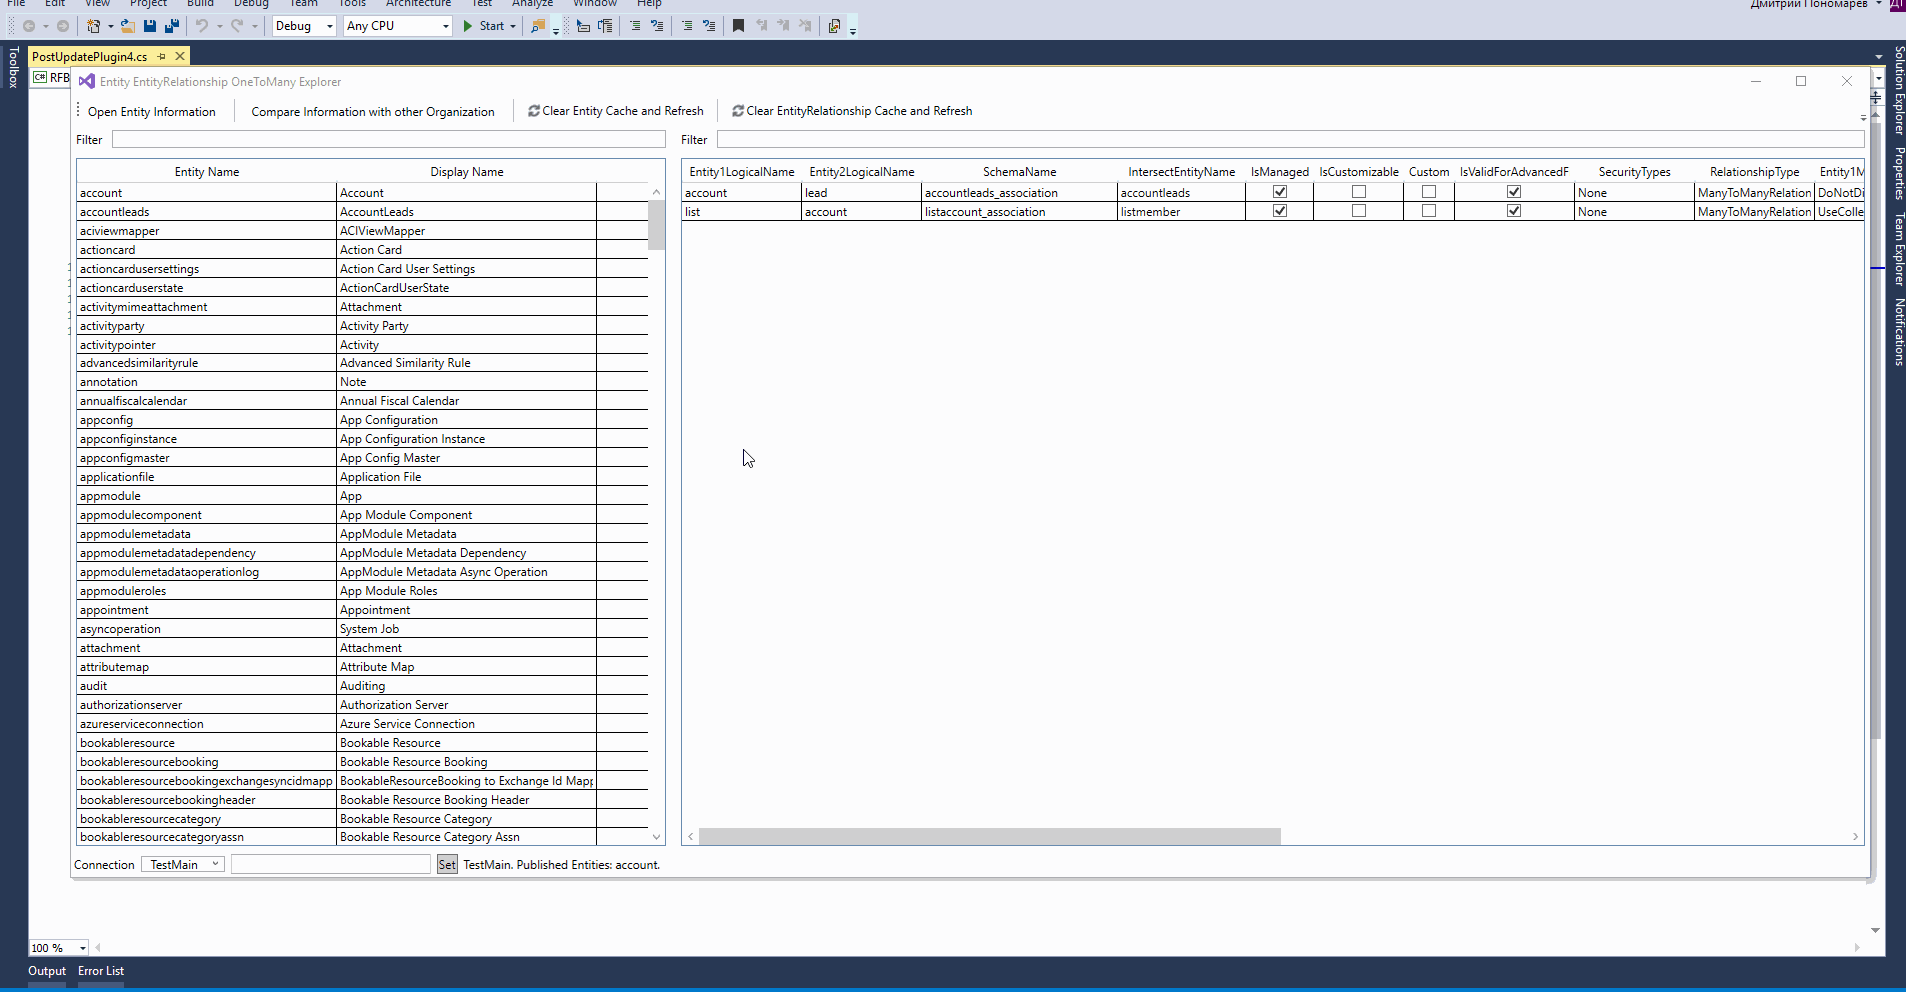 File Edit View Project Build Debug Team Tools Architecture Test Analyze Window Help
Дмитрий Пономарев ДП
Debug Any CPU Start
Toolbox
PostUpdatePlugin4.cs
C# RFB
Entity EntityRelationship OneToMany Explorer
Open Entity Information Compare Information with other Organization Clear Entity Cache and Refresh Clear EntityRelationship Cache and Refresh
Filter Filter
Entity Name Display Name
account Account
accountleads AccountLeads
aciviewmapper ACIViewMapper
actioncard Action Card
actioncardusersettings Action Card User Settings
actioncarduserstate ActionCardUserState
activitymimeattachment Attachment
activityparty Activity Party
activitypointer Activity
advancedsimilarityrule Advanced Similarity Rule
annotation Note
annualfiscalcalendar Annual Fiscal Calendar
appconfig App Configuration
appconfiginstance App Configuration Instance
appconfigmaster App Config Master
applicationfile Application File
appmodule App
appmodulecomponent App Module Component
appmodulemetadata AppModule Metadata
appmodulemetadatadependency AppModule Metadata Dependency
appmodulemetadataoperationlog AppModule Metadata Async Operation
appmoduleroles App Module Roles
appointment Appointment
asyncoperation System Job
attachment Attachment
attributemap Attribute Map
audit Auditing
authorizationserver Authorization Server
azureserviceconnection Azure Service Connection
bookableresource Bookable Resource
bookableresourcebooking Bookable Resource Booking
bookableresourcebookingexchangesyncidmapp BookableResourceBooking to Exchange Id Mapp
bookableresourcebookingheader Bookable Resource Booking Header
bookableresourcecategory Bookable Resource Category
bookableresourcecategoryassn Bookable Resource Category Assn
Entity1LogicalName Entity2LogicalName SchemaName IntersectEntityName IsManaged IsCustomizable Custom IsValidForAdvancedF SecurityTypes RelationshipType Entity1M
account lead accountleads_association accountleads None ManyToManyRelation DoNotDi
list account listaccount_association listmember None ManyToManyRelation UseColle
Connection TestMain Set TestMain. Published Entities: account.
Solution Explorer
Properties
Team Explorer
Notifications
100 %
Output Error List